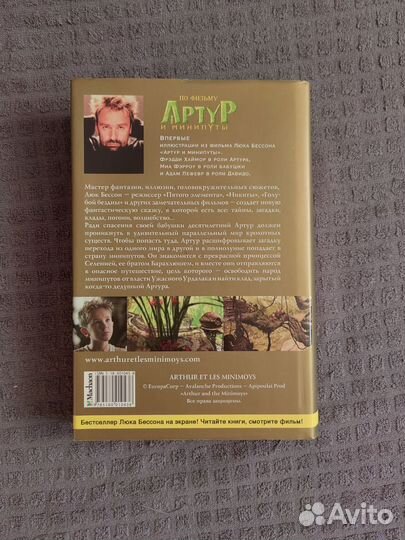 ПО ФИЛЬМУ
АРТУР
И МИНИПУТЫ
ВПЕРВЫЕ
ИЛЛЮСТРАЦИИ ИЗ ФИЛЬМА ЛЮКА БЕССОНА
«АРТУР И МИНИПУТЫ».
ФРЭДДИ ХАЙМОР В РОЛИ АРТУРА,
МИА ФЭРРОУ В РОЛИ БАБУШКИ
И АДАМ ЛЕФЕВР В РОЛИ ДАВИДО.
Мастер фантазии, иллюзии, головокружительных сюжетов,
Люк Бессон — режиссер «Пятого элемента», «Никиты», «Голу-
бой бездны» и других замечательных фильмов — создает новую
фантастическую сказку, в которой есть все: тайны, загадки,
клады, погони, волшебство...
Ради спасения своей бабушки десятилетний Артур должен
проникнуть в удивительный параллельный мир крохотных
существ. Чтобы попасть туда, Артур расшифровывает загадку
перехода из одного мира в другой и в полнолуние попадает в страну
минипутов. Он знакомится с прекрасной принцессой
Селенией, ее братом Барахлюшем, и вместе они отправляются в
опасное путешествие, цель которого — освободить народ
минипутов от власти Ужасного Урдалака и найти клад, зарытый
когда-то дедушкой Артура.
www.arthuretlesminimoys.com
ARTHUR ET LES MINIMOYS
© EuropaCorp — Avalanche Productions — Apipoulaï Prod
«Arthur and the Minimoys»
Все права защищены.
Machaon
Бестселлер Люка Бессона на экране! Читайте книги, смотрите фильм!
Avito